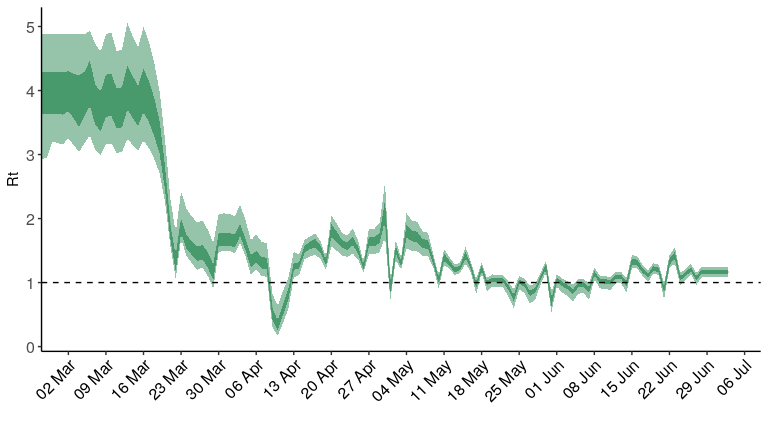 5
4
3
2
1
0
Rt
02 Mar
09 Mar
16 Mar
23 Mar
30 Mar
06 Apr
13 Apr
20 Apr
27 Apr
04 May
11 May
18 May
25 May
01 Jun
08 Jun
15 Jun
22 Jun
29 Jun
06 Jul